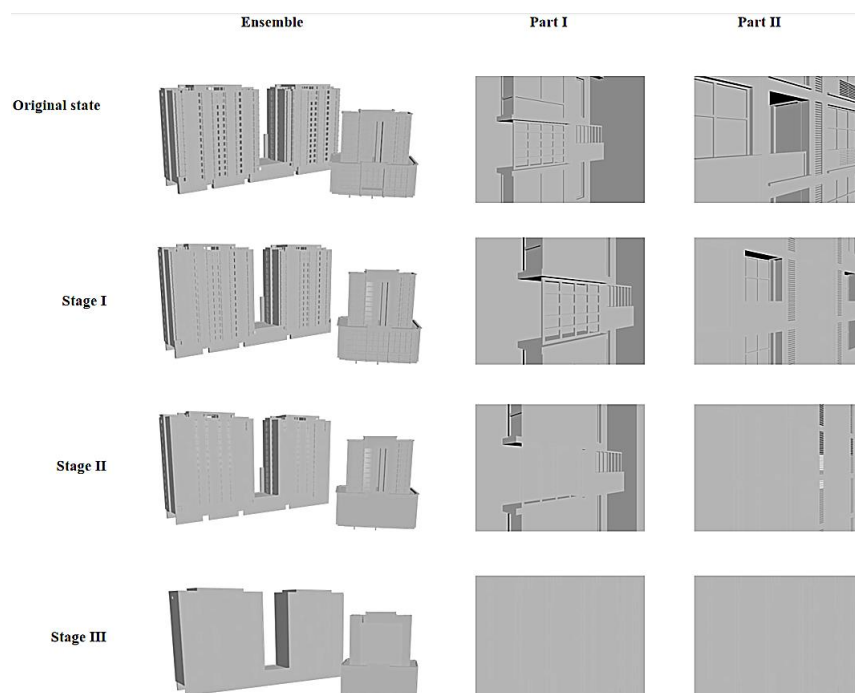 Ensemble Part I Part II
Original state
Stage I
Stage II
Stage III